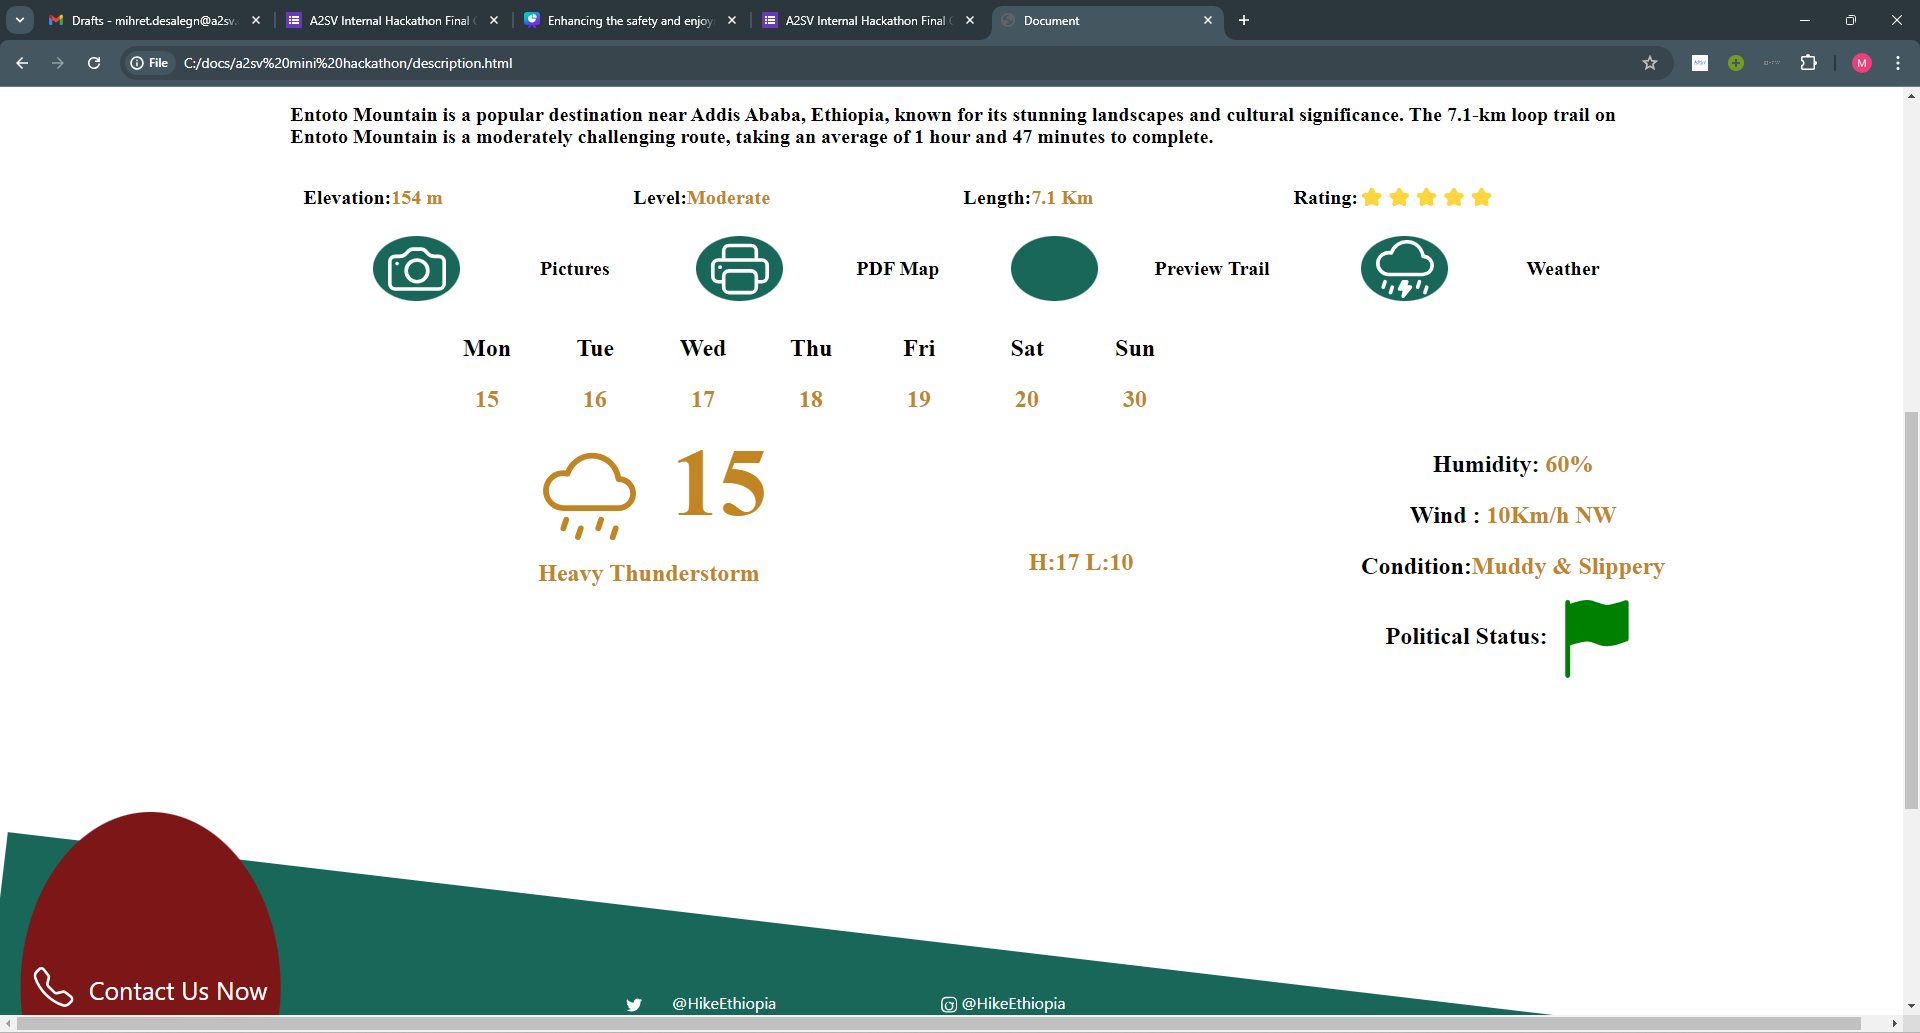 Drafts - mihret.desalegn@a2sv.
A2SV Internal Hackathon Final
Enhancing the safety and enjoy
A2SV Internal Hackathon Final
Document
File C:/docs/a2sv%20mini%20hackathon/description.html
M
Entoto Mountain is a popular destination near Addis Ababa, Ethiopia, known for its stunning landscapes and cultural significance. The 7.1-km loop trail on
Entoto Mountain is a moderately challenging route, taking an average of 1 hour and 47 minutes to complete.
Elevation:154 m Level:Moderate Length:7.1 Km Rating:
Pictures PDF Map Preview Trail Weather
Mon Tue Wed Thu Fri Sat Sun
15 16 17 18 19 20 30
15
Heavy Thunderstorm
H:17 L:10
Humidity: 60%
Wind : 10Km/h NW
Condition:Muddy & Slippery
Political Status:
Contact Us Now
@HikeEthiopia @HikeEthiopia